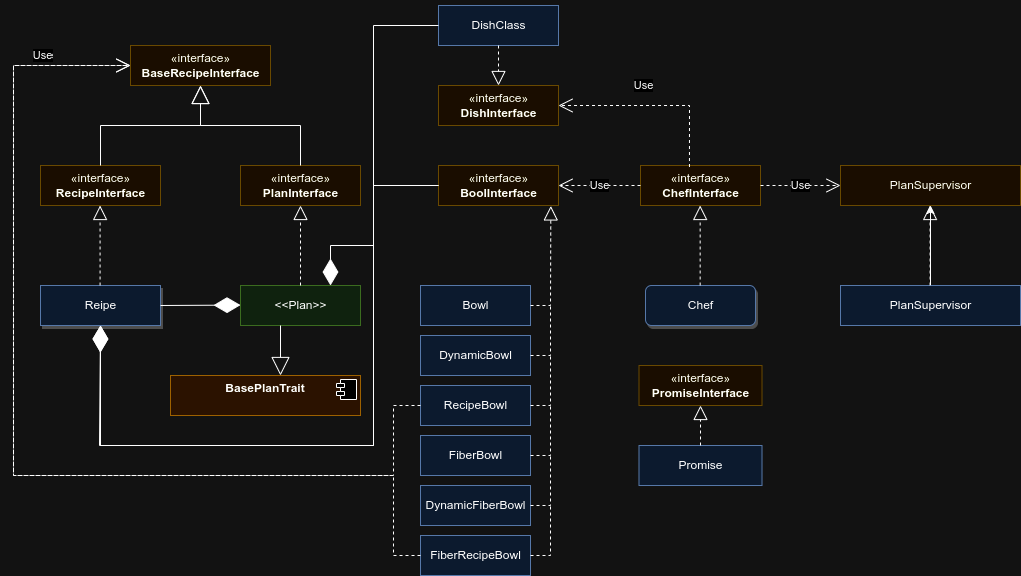 DishClass
Use
«interface»
BaseRecipeInterface
«interface»
DishInterface
Use
«interface»
RecipeInterface
«interface»
PlanInterface
«interface»
BoolInterface
Use
«interface»
ChefInterface
Use
PlanSupervisor
Reipe
<<Plan>>
Bowl
Chef
PlanSupervisor
DynamicBowl
BasePlanTrait
«interface»
PromiseInterface
RecipeBowl
FiberBowl
Promise
DynamicFiberBowl
FiberRecipeBowl